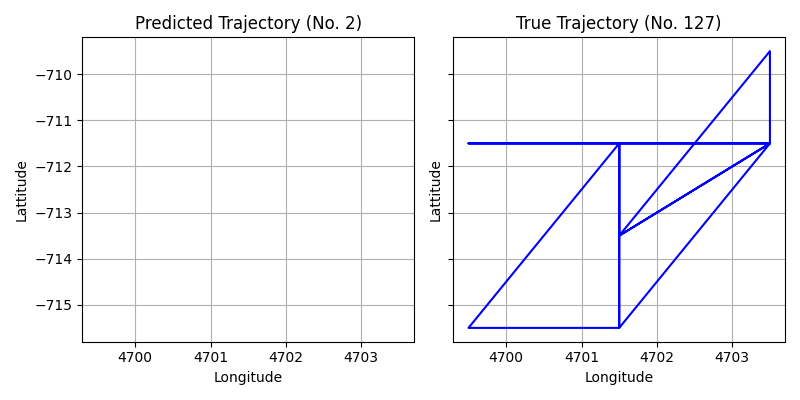 Predicted Trajectory (No. 2)
True Trajectory (No. 127)
Lattitude
−710
−711
−712
−713
−714
−715
4700
4701
4702
4703
Longitude
Lattitude
4700
4701
4702
4703
Longitude